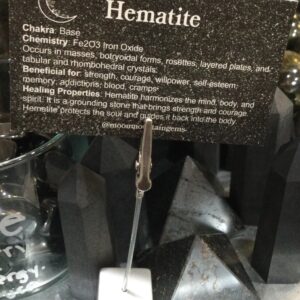 Hematite
Chakra: Base
Chemistry: Fe2O3 Iron Oxide
Occurs in masses, botryoidal forms, rosettes, layered plates, and
tabular and rhombohedral crystals.
Beneficial for: strength, courage, willpower, self-esteem,
memory, addictions, blood, cramps
Healing Properties: Hematite harmonizes the mind, body, and
spirit. It is a grounding stone that brings strength and courage.
Hematite protects the soul and guides it back into the body.